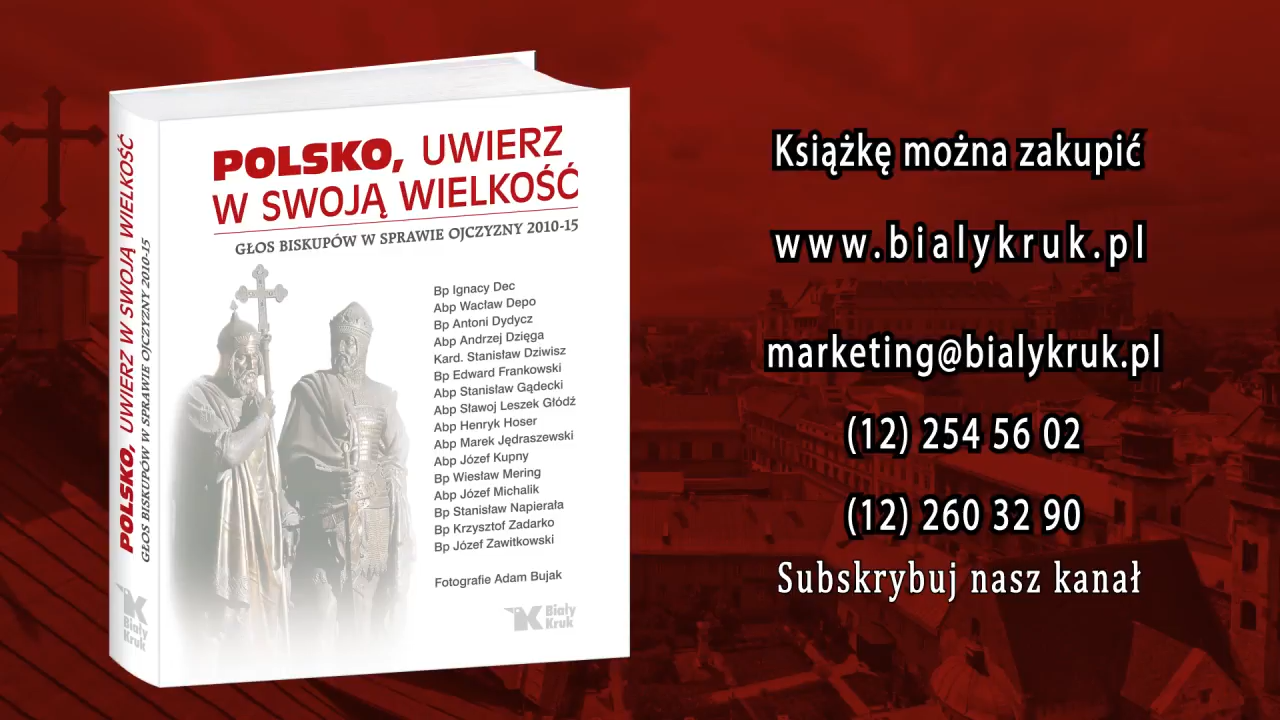 POLSKO, UWIERZ W SWOJĄ WIELKOŚĆ
GŁOS BISKUPÓW W SPRAWIE OJCZYZNY 2010-15
Biały
Kruk
POLSKO, UWIERZ
W SWOJĄ WIELKOŚĆ
GŁOS BISKUPÓW W SPRAWIE OJCZYZNY 2010-15
Bp Ignacy Dec
Abp Wacław Depo
Bp Antoni Dydycz
Abp Andrzej Dzięga
Kard. Stanisław Dziwisz
Bp Edward Frankowski
Abp Stanisław Gądecki
Abp Sławoj Leszek Głódź
Abp Henryk Hoser
Abp Marek Jędraszewski
Abp Józef Kupny
Bp Wiesław Mering
Abp Józef Michalik
Bp Stanisław Napierała
Bp Krzysztof Zadarko
Bp Józef Zawitkowski
Fotografie Adam Bujak
Biały
Kruk
Książkę można zakupić
www.bialykruk.pl
marketing@bialykruk.pl
(12) 254 56 02
(12) 260 32 90
Subskrybuj nasz kanał